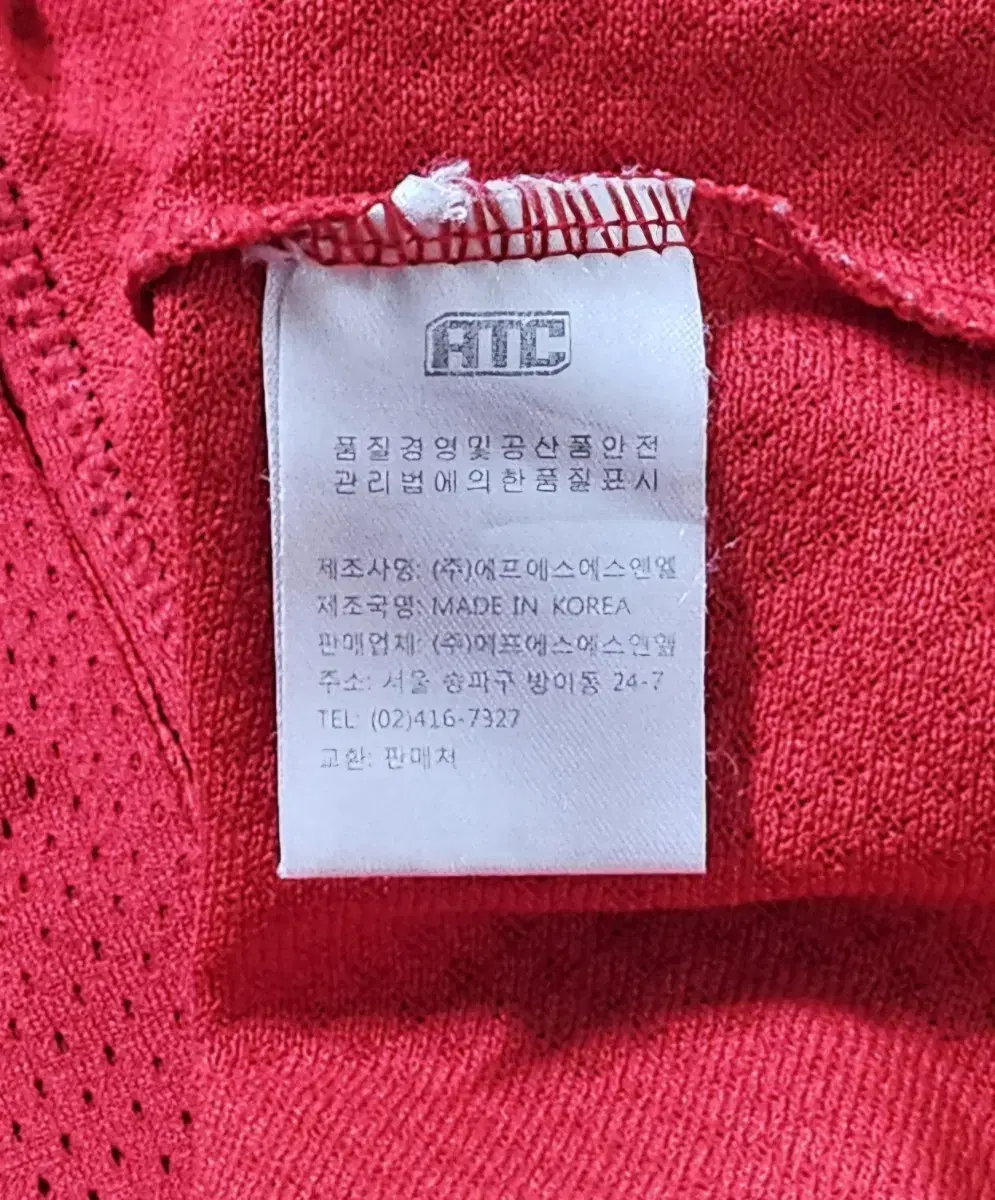 ATC
품질경영및공산품안전
관리법에의한품질표시
제조사명: (주)에프에스에스엔엘
제조국명: MADE IN KOREA
판매업체: (주)에프에스에스엔엘
주소: 서울 송파구 방이동 24-7
TEL: (02)416-7327
교환: 판매처